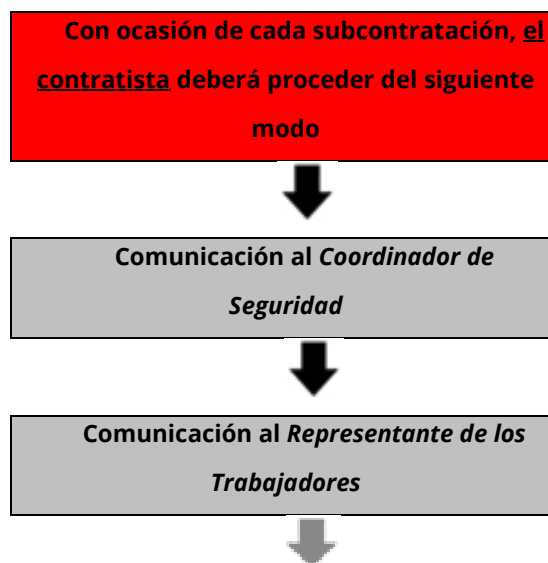 Con ocasión de cada subcontratación, el
contratista deberá proceder del siguiente
modo
Comunicación al Coordinador de
Seguridad
Comunicación al Representante de los
Trabajadores